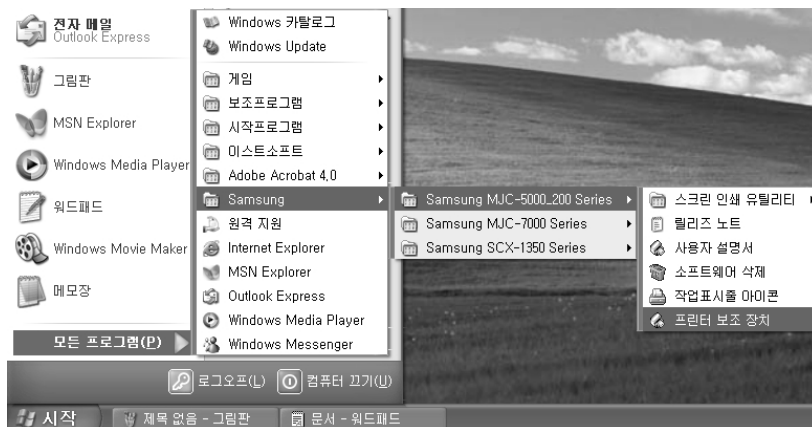 전자 메일
Outlook Express
그림판
MSN Explorer
Windows Media Player
워드패드
Windows Movie Maker
메모장
모든 프로그램(P)
Windows 카탈로그
Windows Update
게임
보조프로그램
시작프로그램
이스트소프트
Adobe Acrobat 4.0
Samsung
원격 지원
Internet Explorer
MSN Explorer
Outlook Express
Windows Media Player
Windows Messenger
Samsung MJC-5000_200 Series
Samsung MJC-7000 Series
Samsung SCX-1350 Series
스크린 인쇄 유틸리티
릴리즈 노트
사용자 설명서
소프트웨어 삭제
작업표시줄 아이콘
프린터 보조 장치
로그오프(L) 컴퓨터 끄기(U)
시작 제목 없음 - 그림판 문서 - 워드패드